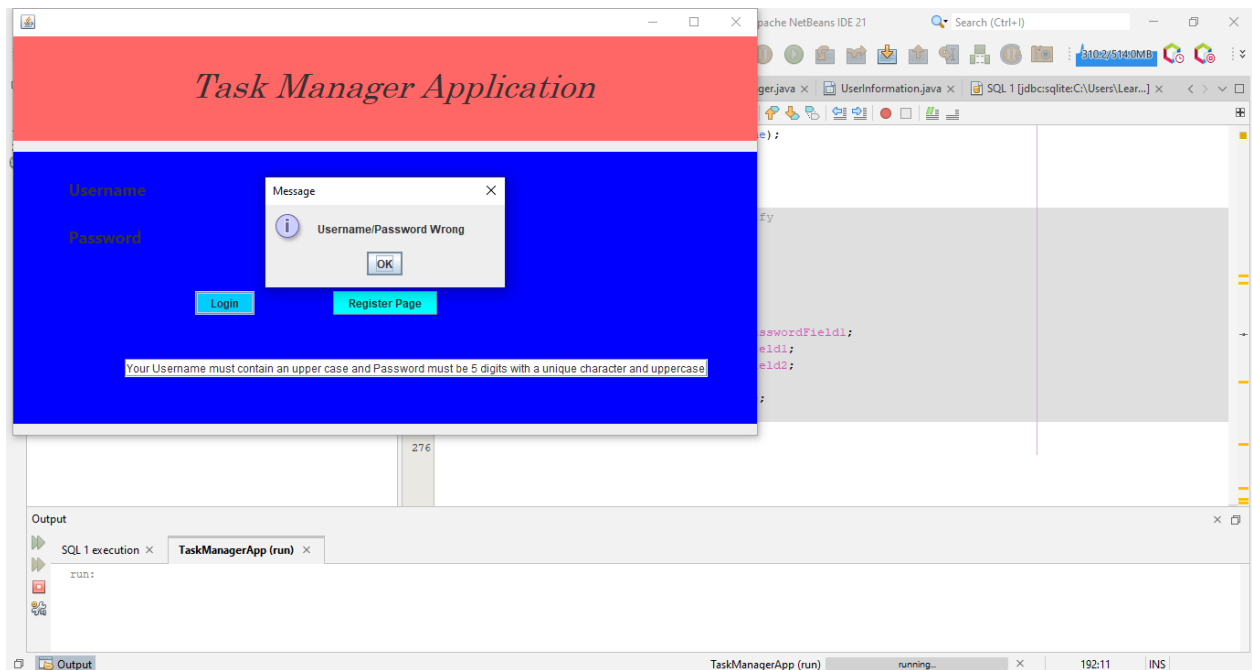 pache NetBeans IDE 21
Search (Ctrl+I)
Task Manager Application
310.2/514.0MB
ger.java
UserInformation.java
SQL 1 [jdbc:sqlite:C:\Users\Lear...]
e);
Username
Message
Username/Password Wrong
fy
Password
OK
Login
Register Page
sswordField1;
eld1;
eld2;
Your Username must contain an upper case and Password must be 5 digits with a unique character and uppercase
;
276
Output
SQL 1 execution
TaskManagerApp (run)
run:
Output
TaskManagerApp (run)
running...
192:11
INS